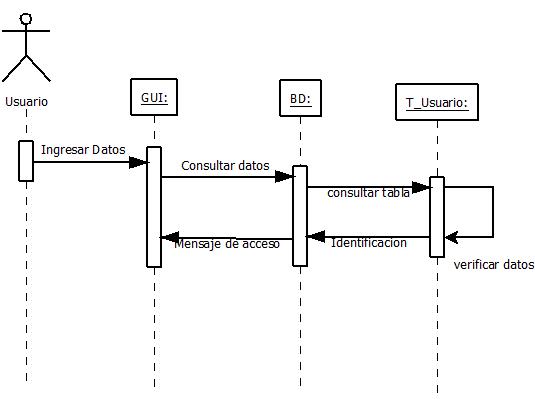 Usuario
GUI:
BD:
T_Usuario:
Ingresar Datos
Consultar datos
consultar tabla
Mensaje de acceso
Identificacion
verificar datos